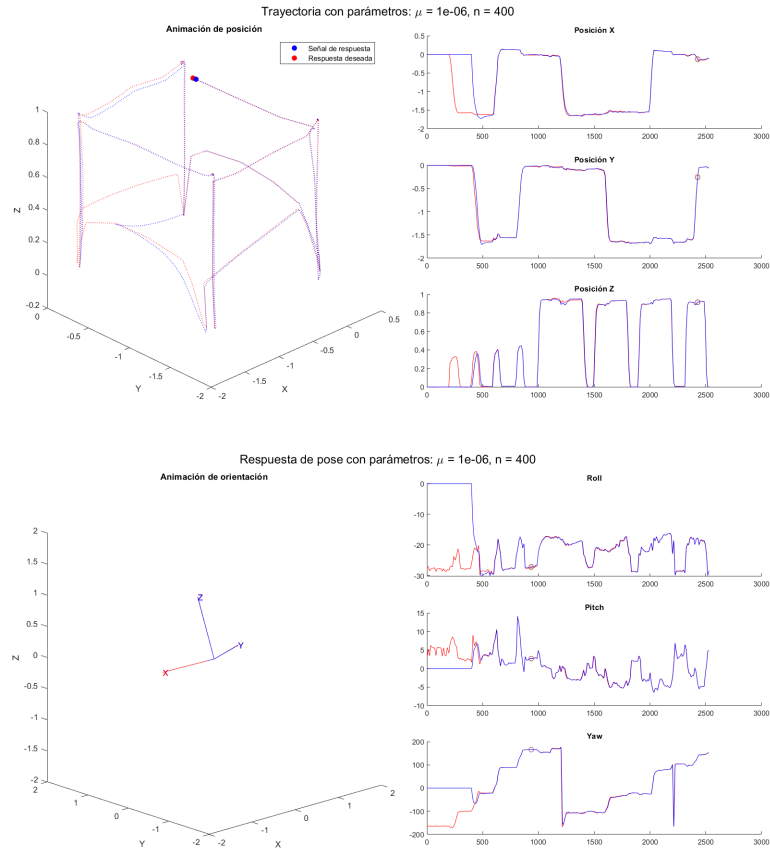 Trayectoria con parámetros: μ = 1e-06, n = 400
Animación de posición
Señal de respuesta
Respuesta deseada
1
0.8
0.6
0.4
0.2
0
-0.2
Z
0
-0.5
-1
-1.5
-2
Y
-2
-1.5
-1
-0.5
0
0.5
X
Posición X
0.5
0
-0.5
-1
-1.5
-2
0 500 1000 1500 2000 2500 3000
Posición Y
0
-0.5
-1
-1.5
-2
0 500 1000 1500 2000 2500 3000
Posición Z
1
0.8
0.6
0.4
0.2
0
0 500 1000 1500 2000 2500 3000
Respuesta de pose con parámetros: μ = 1e-06, n = 400
Animación de orientación
2
1.5
1
0.5
0
-0.5
-1
-1.5
-2
Z
Z
Y
X
2
1
0
-1
-2
Y
-2
-1
0
1
2
X
Roll
0
-10
-20
-30
0 500 1000 1500 2000 2500 3000
Pitch
15
10
5
0
-5
-10
0 500 1000 1500 2000 2500 3000
Yaw
200
100
0
-100
-200
0 500 1000 1500 2000 2500 3000